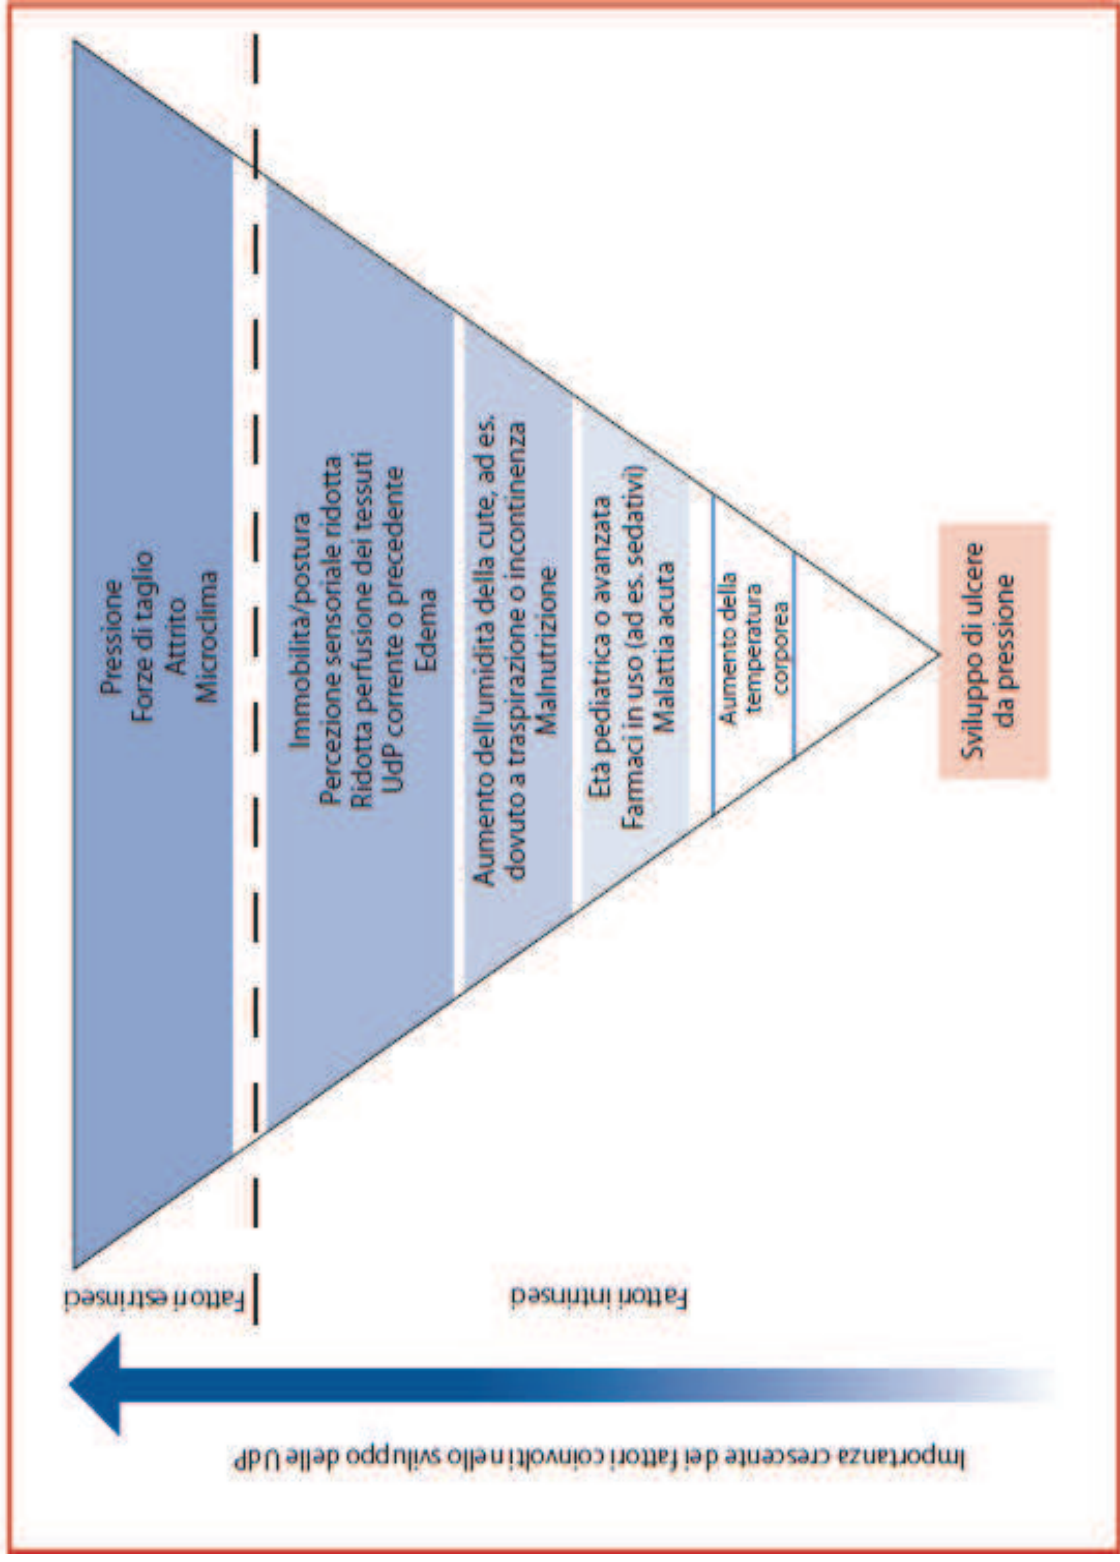 Importanza crescente dei fattori coinvolti nello sviluppo delle UdP
Fattori estrinseci
Fattori intrinseci
Pressione
Forze di taglio
Attrito
Microclima
Immobilità/postura
Percezione sensoriale ridotta
Ridotta perfusione dei tessuti
UdP corrente o precedente
Edema
Aumento dell'umidità della cute, ad es.
dovuto a traspirazione o incontinenza
Malnutrizione
Età pediatrica o avanzata
Farmaci in uso (ad es. sedativi)
Malattia acuta
Aumento della
temperatura
corporea
Sviluppo di ulcere
da pressione